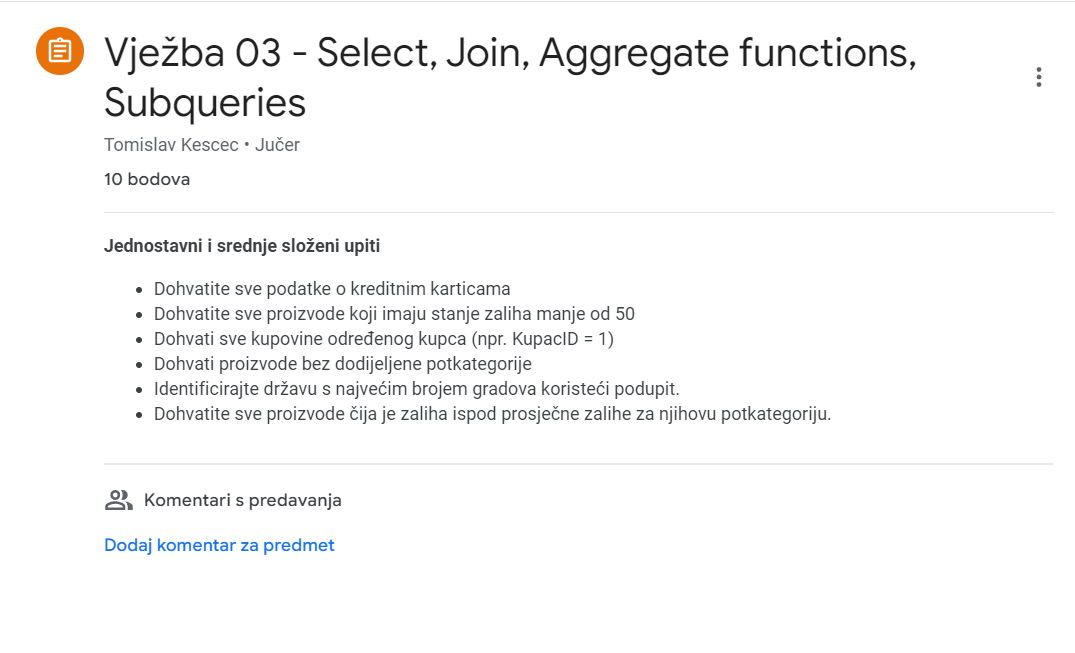 Vježba 03 - Select, Join, Aggregate functions,
Subqueries
Tomislav Kescec • Jučer
10 bodova
Jednostavni i srednje složeni upiti
• Dohvatite sve podatke o kreditnim karticama
• Dohvatite sve proizvode koji imaju stanje zaliha manje od 50
• Dohvati sve kupovine određenog kupca (npr. KupacID = 1)
• Dohvati proizvode bez dodijeljene potkategorije
• Identificirajte državu s najvećim brojem gradova koristeći podupit.
• Dohvatite sve proizvode čija je zaliha ispod prosječne zalihe za njihovu potkategoriju.
Komentari s predavanja
Dodaj komentar za predmet